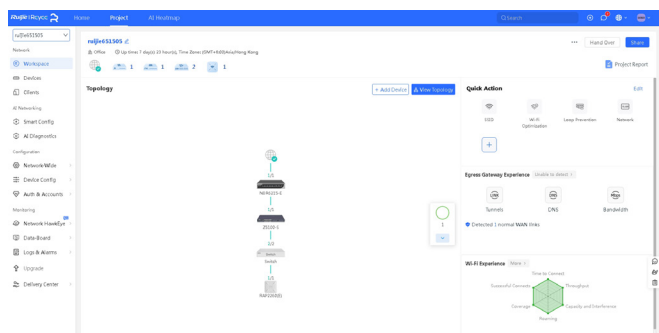 Ruijie | Rcycc
Home
Project
AI Heatmap
Search
ruijie651505
ruijie651505
Office
Up time: 7 day(s) 23 hour(s), Time Zone: (GMT+8:00)Asia/Hong Kong
Hand Over
Share
1
1
2
1
Project Report
Network
Workspace
Devices
Clients
AI Networking
Smart Config
AI Diagnostics
Configuration
Network-Wide
Device Config
Auth & Accounts
Monitoring
Network HawkEye
Data Board
Logs & Alarms
Upgrade
Delivery Center
Topology
+ Add Device
View Topology
1/1
1/1
1/1
Switch
1/1
1
Quick Action
Edit
SSID
Wi-Fi
Optimization
Loop Prevention
Network
Egress Gateway Experience
Unable to detect >
Tunnels
DNS
Bandwidth
Detected 1 normal WAN links
Wi-Fi Experience
More >
Time to Connect
Successful Connects
Throughput
Coverage
Capacity and Interference
Roaming